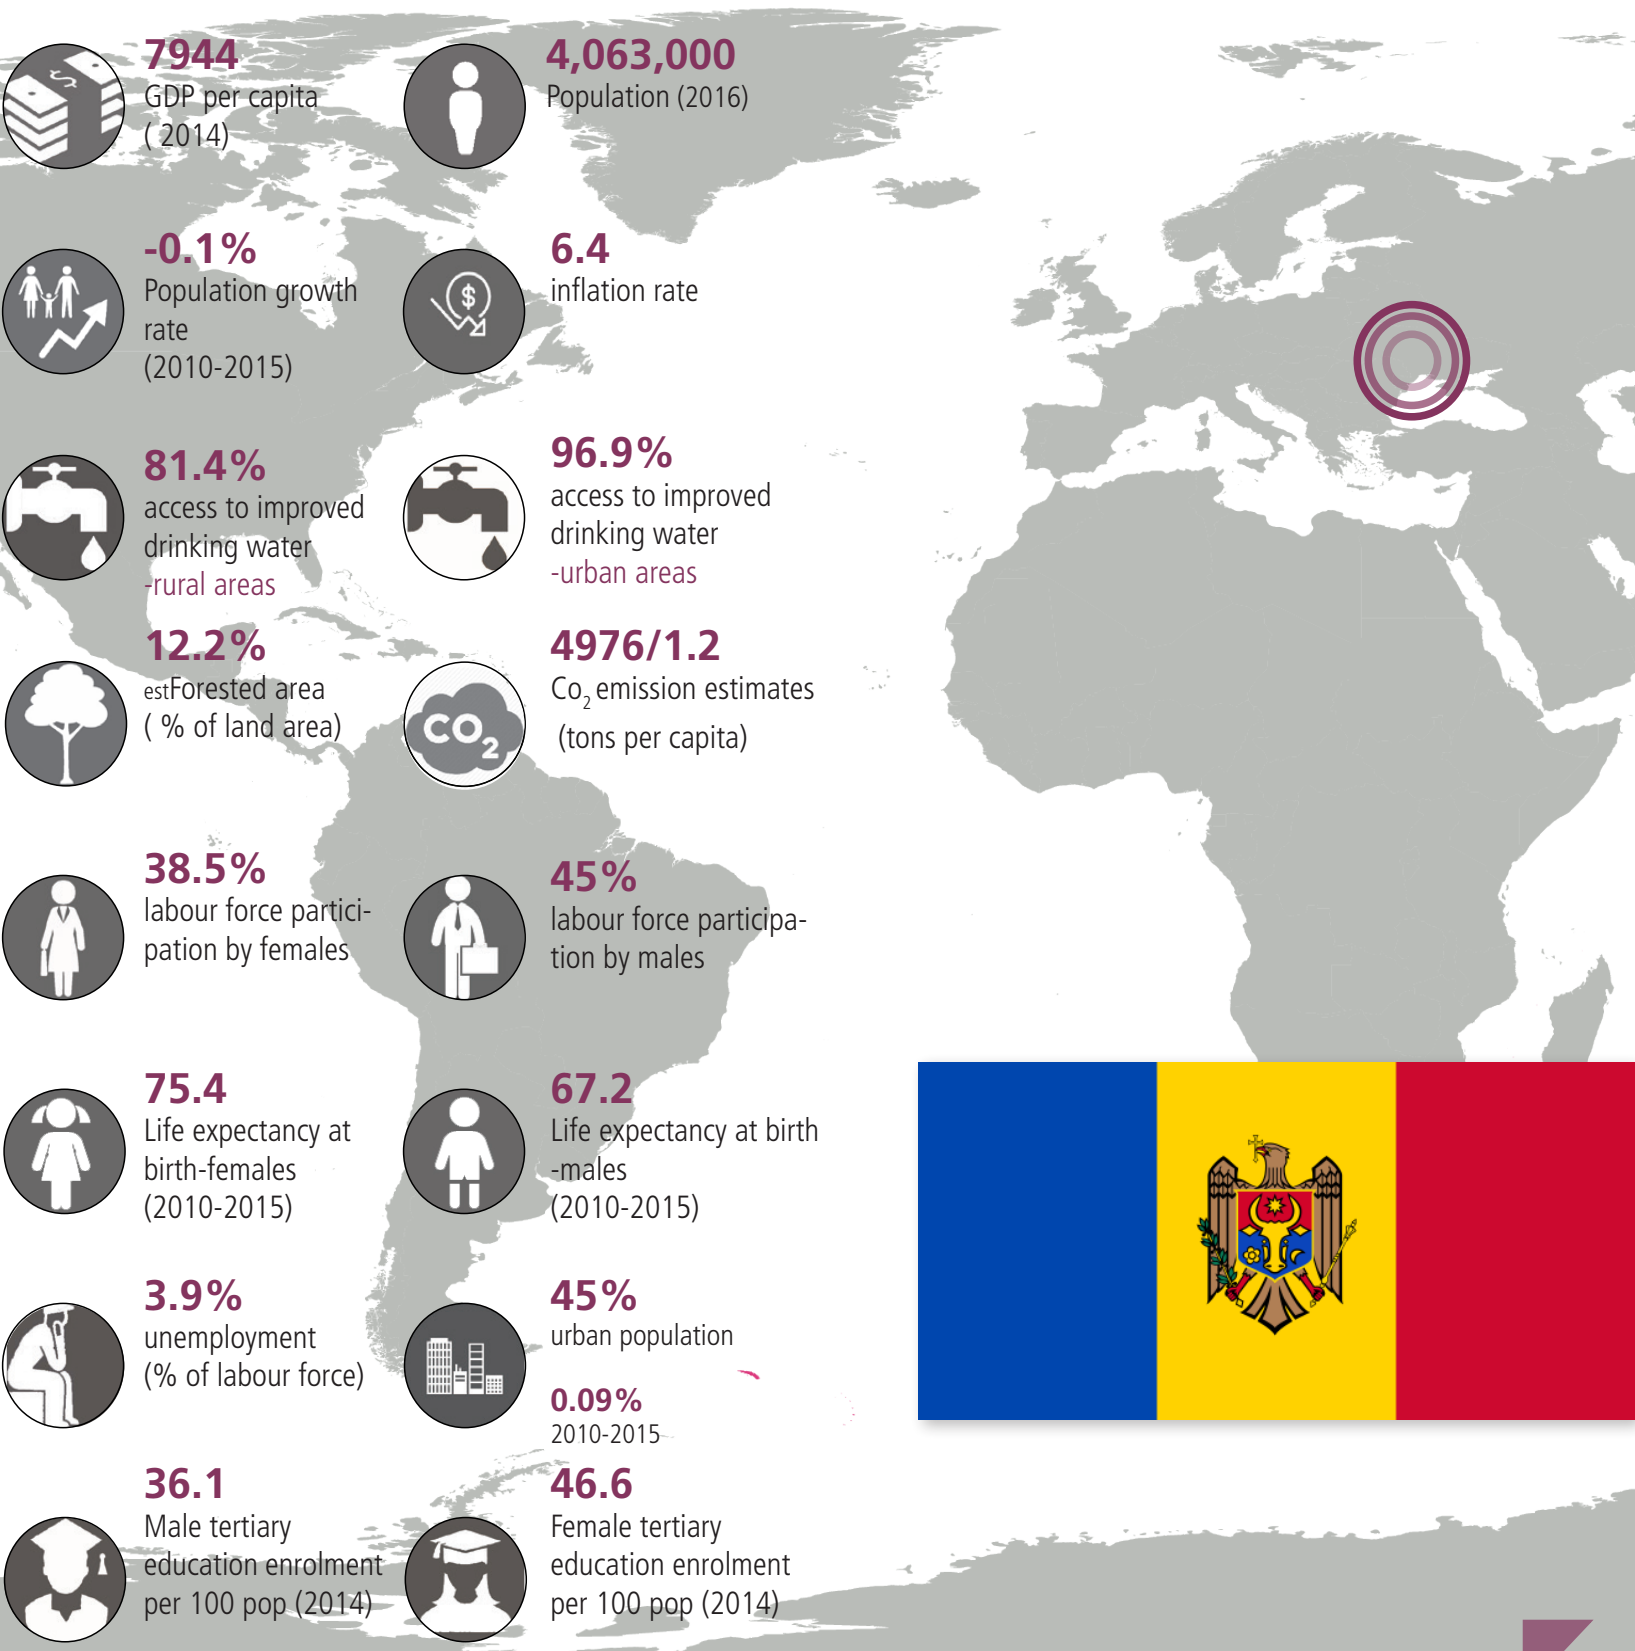 7944
GDP per capita
( 2014)
4,063,000
Population (2016)
-0.1%
Population growth
rate
(2010-2015)
6.4
inflation rate
$
81.4%
access to improved
drinking water
-rural areas
96.9%
access to improved
drinking water
-urban areas
12.2%
estForested area
( % of land area)
CO2
4976/1.2
Co2 emission estimates
(tons per capita)
38.5%
labour force partici-
pation by females
45%
labour force participa-
tion by males
75.4
Life expectancy at
birth-females
(2010-2015)
67.2
Life expectancy at birth
-males
(2010-2015)
3.9%
unemployment
(% of labour force)
45%
urban population
0.09%
2010-2015
36.1
Male tertiary
education enrolment
per 100 pop (2014)
46.6
Female tertiary
education enrolment
per 100 pop (2014)